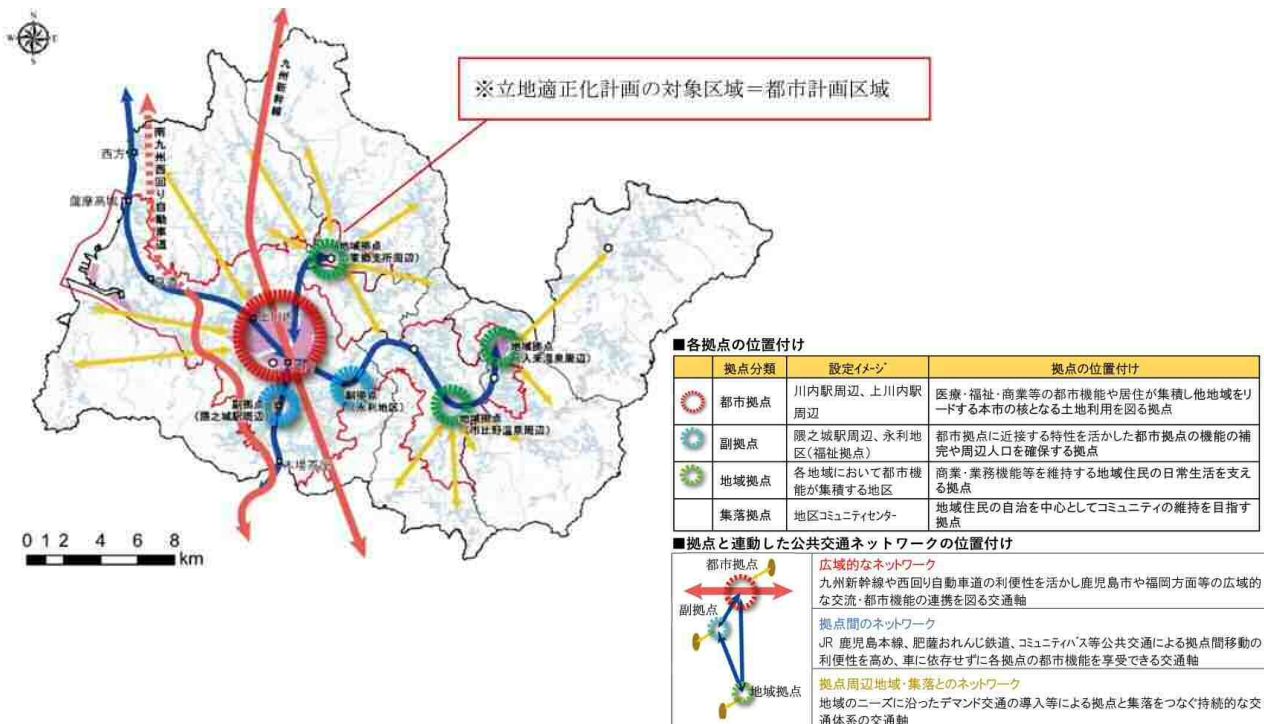 N
W
E
S
※立地適正化計画の対象区域＝都市計画区域
九州新幹線
南九州西回り自動車道
西方
薩摩高城
上川内
地域拠点
（東郷支所周辺）
地域拠点
（入来温泉周辺）
副拠点
（隈之城駅周辺）
副拠点
（永利地区）
地域拠点
（市比野温泉周辺）
木場茶屋
0 1 2 4 6 8
km
■各拠点の位置付け
拠点分類 設定イメージ 拠点の位置付け
都市拠点
川内駅周辺、上川内駅
周辺
医療・福祉・商業等の都市機能や居住が集積し他地域をリ
ードする本市の核となる土地利用を図る拠点
副拠点
隈之城駅周辺、永利地
区（福祉拠点）
都市拠点に近接する特性を活かした都市拠点の機能の補
完や周辺人口を確保する拠点
地域拠点
各地域において都市機
能が集積する地区
商業・業務機能等を維持する地域住民の日常生活を支え
る拠点
集落拠点
地区コミュニティセンター
地域住民の自治を中心としてコミュニティの維持を目指す
拠点
■拠点と連動した公共交通ネットワークの位置付け
都市拠点
副拠点
地域拠点
広域的なネットワーク
九州新幹線や西回り自動車道の利便性を活かし鹿児島市や福岡方面等の広域的
な交流・都市機能の連携を図る交通軸
拠点間のネットワーク
JR 鹿児島本線、肥薩おれんじ鉄道、コミュニティバス等公共交通による拠点間移動の
利便性を高め、車に依存せずに各拠点の都市機能を享受できる交通軸
拠点周辺地域・集落とのネットワーク
地域のニーズに沿ったデマンド交通の導入等による拠点と集落をつなぐ持続的な交
通体系の交通軸